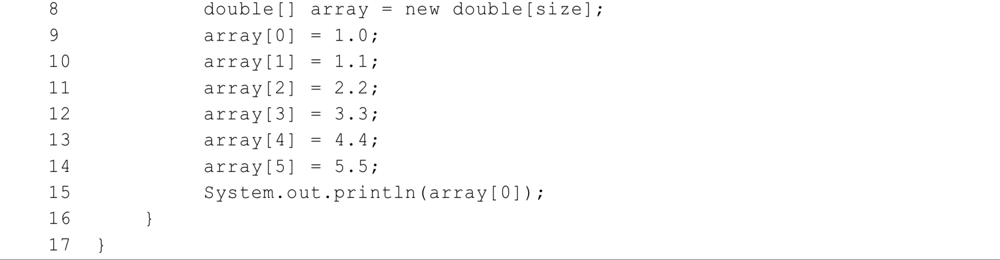 8 double[] array = new double[size];
9 array[0] = 1.0;
10 array[1] = 1.1;
11 array[2] = 2.2;
12 array[3] = 3.3;
13 array[4] = 4.4;
14 array[5] = 5.5;
15 System.out.println(array[0]);
16 }
17 }